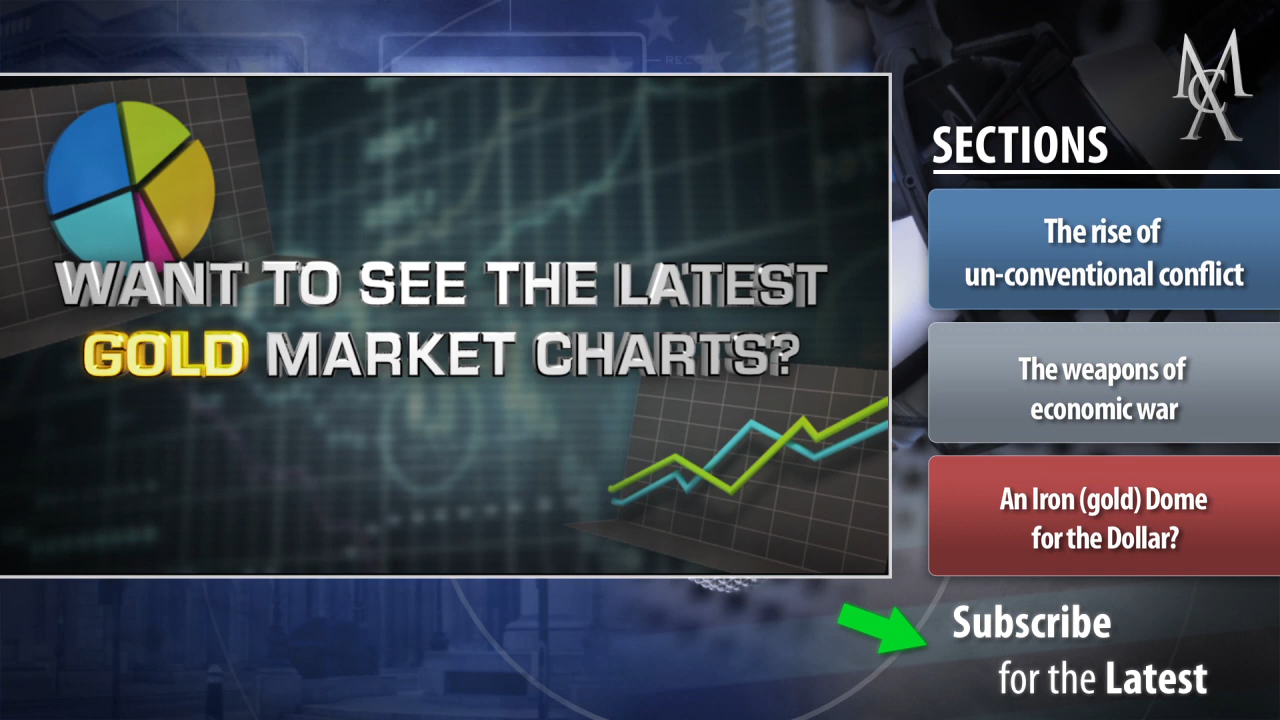 WANT TO SEE THE LATEST
GOLD MARKET CHARTS?
MCA
SECTIONS
The rise of
un-conventional conflict
The weapons of
economic war
An Iron (gold) Dome
for the Dollar?
Subscribe
for the Latest